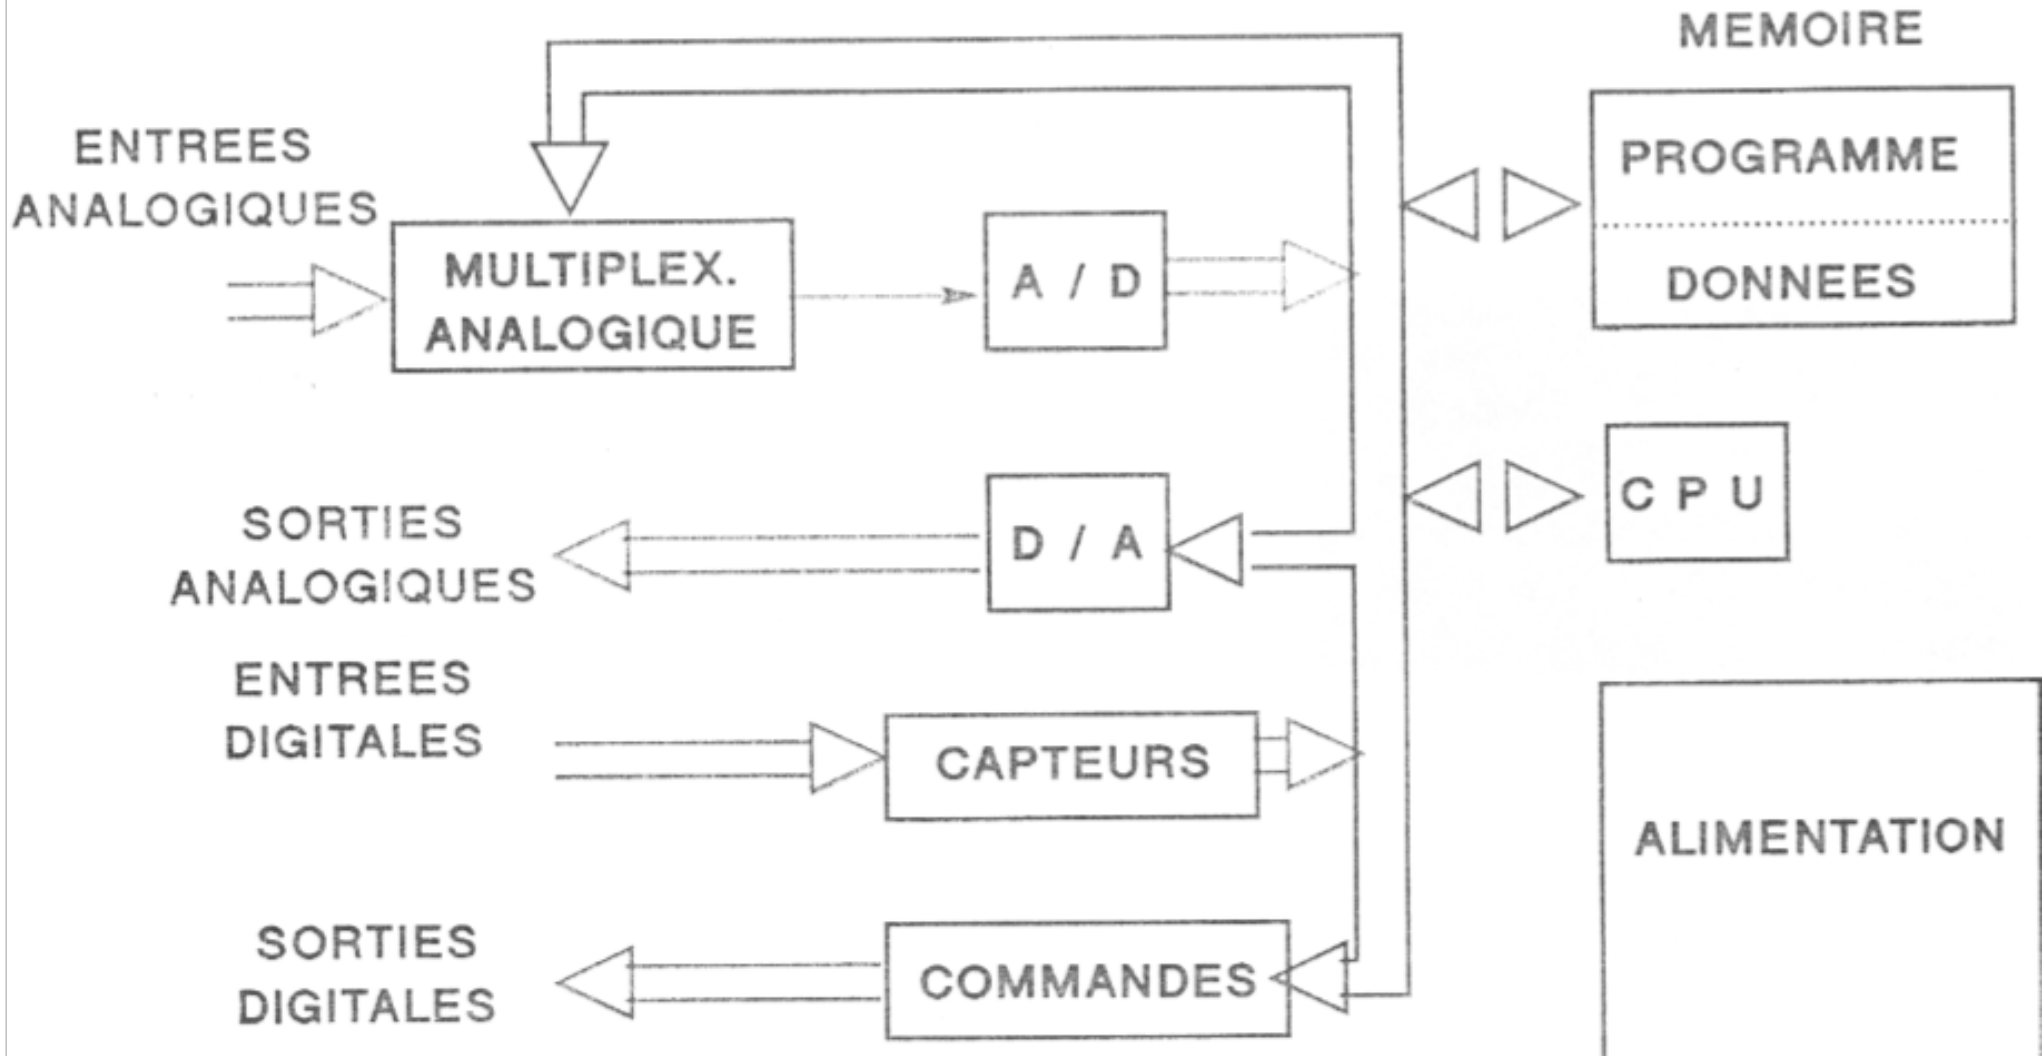 MEMOIRE
ENTREES
ANALOGIQUES
PROGRAMME
DONNEES
MULTIPLEX.
ANALOGIQUE
A / D
SORTIES
ANALOGIQUES
D / A
C P U
ENTREES
DIGITALES
CAPTEURS
ALIMENTATION
SORTIES
DIGITALES
COMMANDES